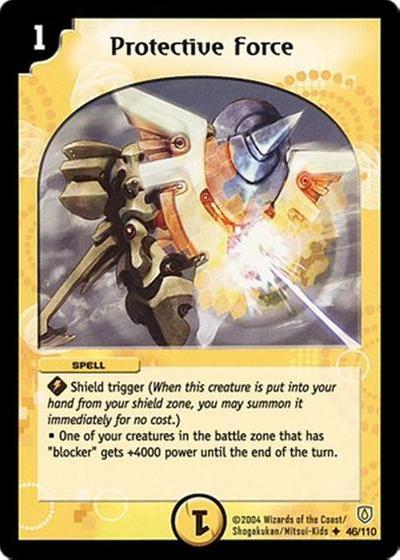 1
Protective Force
SPELL
Shield trigger (When this creature is put into your
hand from your shield zone, you may summon it
immediately for no cost.)
▪ One of your creatures in the battle zone that has
"blocker" gets +4000 power until the end of the turn.
1
©2004 Wizards of the Coast/
Shogakukan/Mitsui-Kids ✦ 46/110